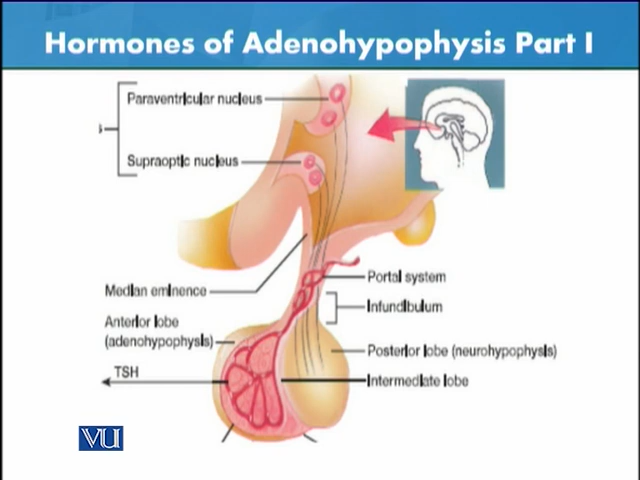 Hormones of Adenohypophysis Part I
Paraventricular nucleus
Supraoptic nucleus
Median eminence
Portal system
Infundibulum
Anterior lobe
(adenohypophysis)
Posterior lobe (neurohypophysis)
TSH
Intermediate lobe
VU